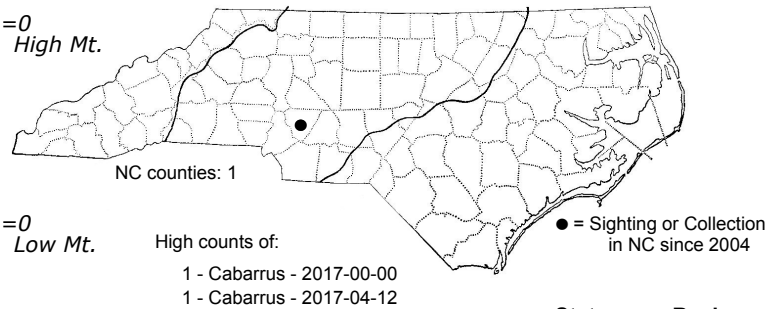 =0
High Mt.
NC counties: 1
=0
Low Mt.
High counts of:
1 - Cabarrus - 2017-00-00
1 - Cabarrus - 2017-04-12
● = Sighting or Collection
in NC since 2004